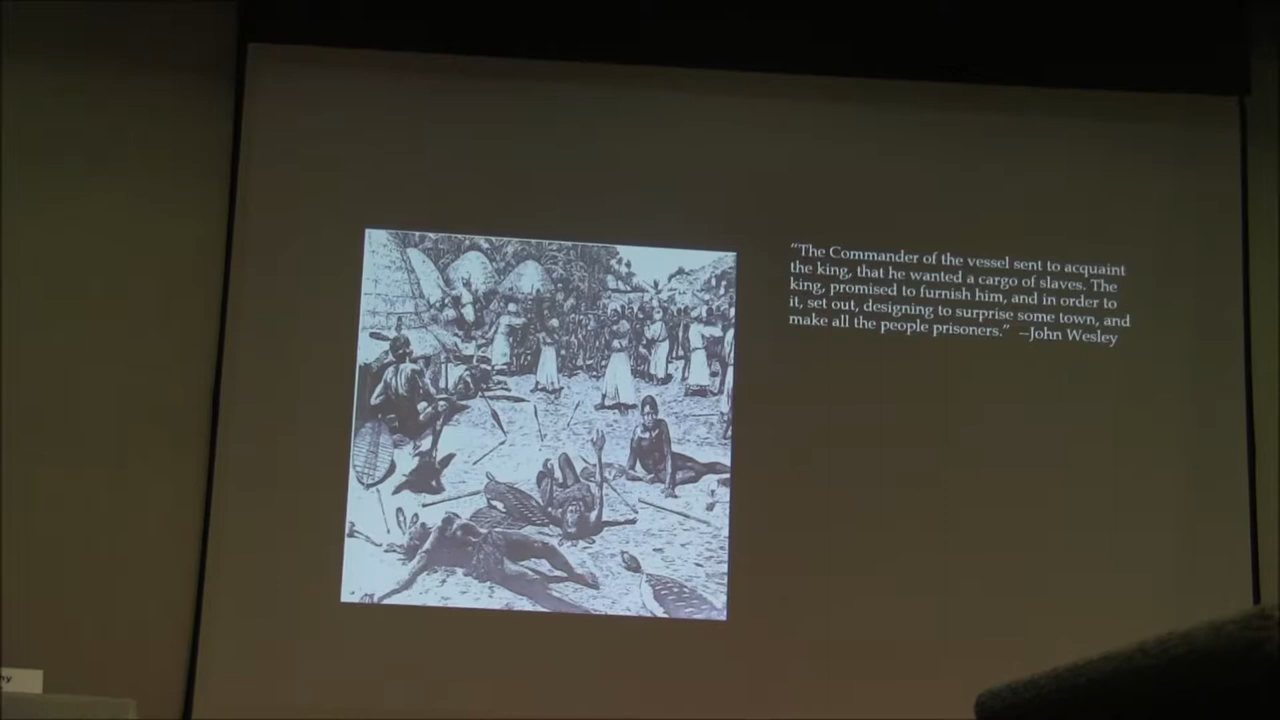 “The Commander of the vessel sent to acquaint
the king, that he wanted a cargo of slaves. The
king, promised to furnish him, and in order to
it, set out, designing to surprise some town, and
make all the people prisoners.” --John Wesley
hy